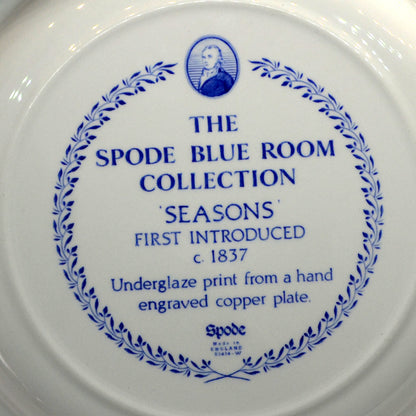 THE
SPODE BLUE ROOM
COLLECTION
'SEASONS'
FIRST INTRODUCED
c. 1837
Underglaze print from a hand
engraved copper plate.
Spode
Made in
ENGLAND